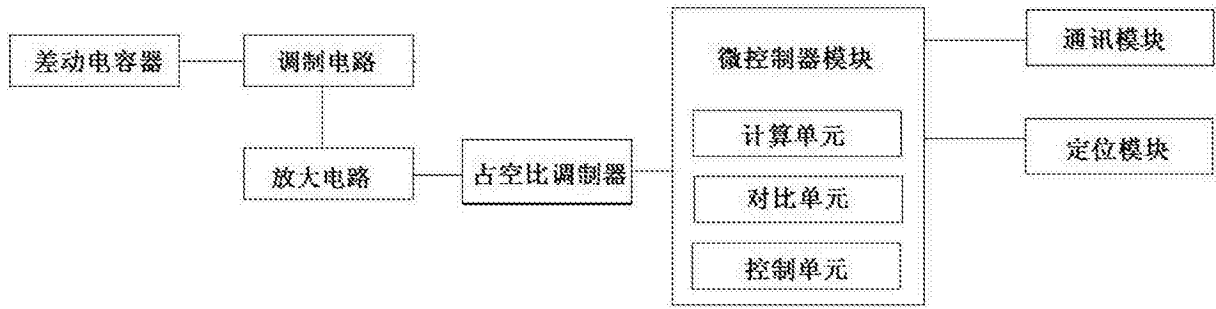 差动电容器
调制电路
放大电路
占空比调制器
微控制器模块
计算单元
对比单元
控制单元
通讯模块
定位模块